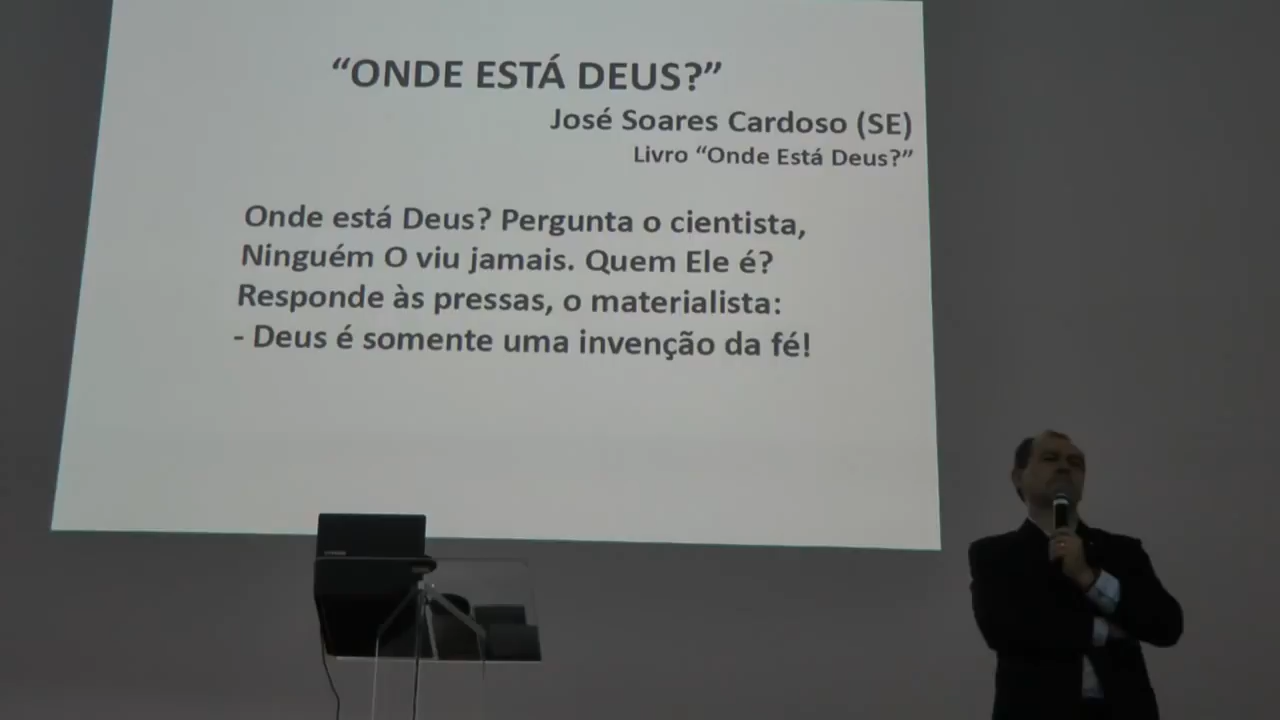 “ONDE ESTÁ DEUS?”
José Soares Cardoso (SE)
Livro “Onde Está Deus?”
Onde está Deus? Pergunta o cientista,
Ninguém O viu jamais. Quem Ele é?
Responde às pressas, o materialista:
- Deus é somente uma invenção da fé!